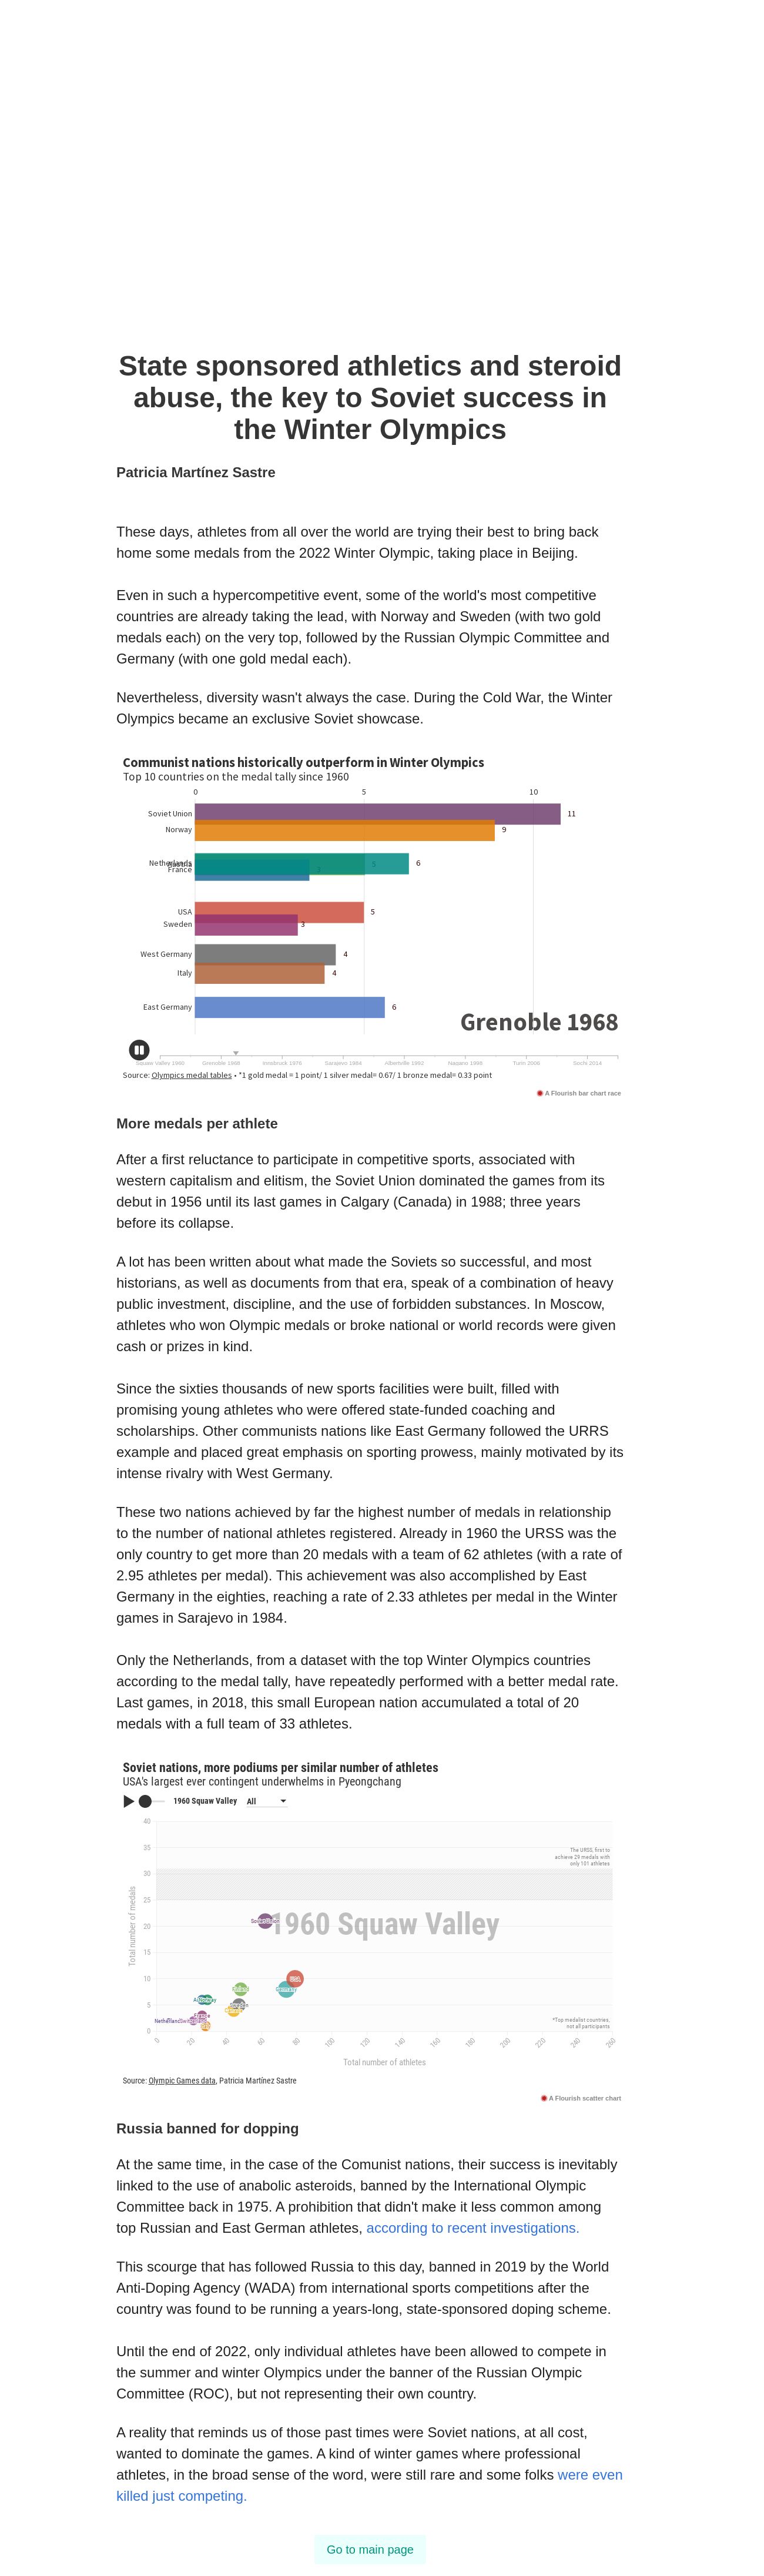 State sponsored athletics and steroid
abuse, the key to Soviet success in
the Winter Olympics
Patricia Martínez Sastre
These days, athletes from all over the world are trying their best to bring back
home some medals from the 2022 Winter Olympic, taking place in Beijing.
Even in such a hypercompetitive event, some of the world's most competitive
countries are already taking the lead, with Norway and Sweden (with two gold
medals each) on the very top, followed by the Russian Olympic Committee and
Germany (with one gold medal each).
Nevertheless, diversity wasn't always the case. During the Cold War, the Winter
Olympics became an exclusive Soviet showcase.
Communist nations historically outperform in Winter Olympics
Top 10 countries on the medal tally since 1960
0 5 10
Soviet Union 11
Norway 9
Netherlands 6
France
USA 5
Sweden 3
West Germany 4
Italy 4
East Germany 6
Grenoble 1968
Squaw Valley 1960 Grenoble 1968 Innsbruck 1976 Sarajevo 1984 Albertville 1992 Nagano 1998 Turin 2006 Sochi 2014
Source: Olympics medal tables • *1 gold medal = 1 point/ 1 silver medal= 0.67/ 1 bronze medal= 0.33 point
A Flourish bar chart race
More medals per athlete
After a first reluctance to participate in competitive sports, associated with
western capitalism and elitism, the Soviet Union dominated the games from its
debut in 1956 until its last games in Calgary (Canada) in 1988; three years
before its collapse.
A lot has been written about what made the Soviets so successful, and most
historians, as well as documents from that era, speak of a combination of heavy
public investment, discipline, and the use of forbidden substances. In Moscow,
athletes who won Olympic medals or broke national or world records were given
cash or prizes in kind.
Since the sixties thousands of new sports facilities were built, filled with
promising young athletes who were offered state-funded coaching and
scholarships. Other communists nations like East Germany followed the URRS
example and placed great emphasis on sporting prowess, mainly motivated by its
intense rivalry with West Germany.
These two nations achieved by far the highest number of medals in relationship
to the number of national athletes registered. Already in 1960 the URSS was the
only country to get more than 20 medals with a team of 62 athletes (with a rate of
2.95 athletes per medal). This achievement was also accomplished by East
Germany in the eighties, reaching a rate of 2.33 athletes per medal in the Winter
games in Sarajevo in 1984.
Only the Netherlands, from a dataset with the top Winter Olympics countries
according to the medal tally, have repeatedly performed with a better medal rate.
Last games, in 2018, this small European nation accumulated a total of 20
medals with a full team of 33 athletes.
Soviet nations, more podiums per similar number of athletes
USA's largest ever contingent underwhelms in Pyeongchang
1960 Squaw Valley All
40
35
The URSS, first to
achieve 29 medals with
only 101 athletes
30
25
1960 Squaw Valley
20
15
10
5
*Top medalist countries,
not all participants
0
Total number of medals
0 20 40 60 80 100 120 140 160 180 200 220 240 260
Total number of athletes
Source: Olympic Games data, Patricia Martínez Sastre
A Flourish scatter chart
Russia banned for dopping
At the same time, in the case of the Comunist nations, their success is inevitably
linked to the use of anabolic asteroids, banned by the International Olympic
Committee back in 1975. A prohibition that didn't make it less common among
top Russian and East German athletes, according to recent investigations.
This scourge that has followed Russia to this day, banned in 2019 by the World
Anti-Doping Agency (WADA) from international sports competitions after the
country was found to be running a years-long, state-sponsored doping scheme.
Until the end of 2022, only individual athletes have been allowed to compete in
the summer and winter Olympics under the banner of the Russian Olympic
Committee (ROC), but not representing their own country.
A reality that reminds us of those past times were Soviet nations, at all cost,
wanted to dominate the games. A kind of winter games where professional
athletes, in the broad sense of the word, were still rare and some folks were even
killed just competing.
Go to main page